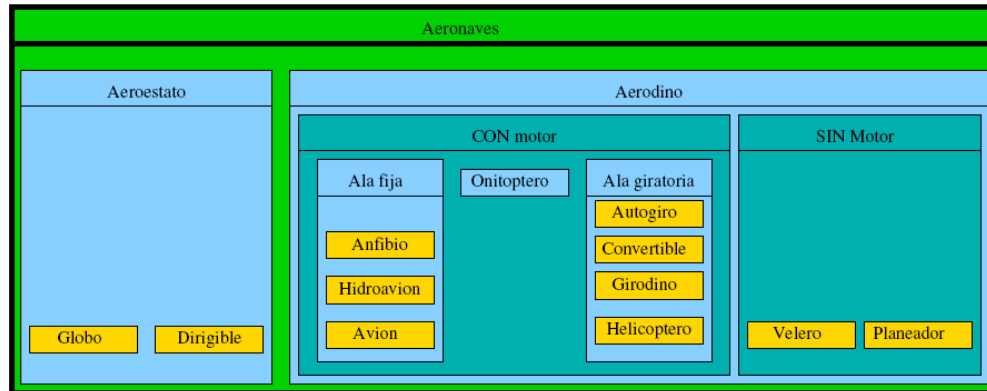 Aeronaves
Aeroestato
Aerodino
CON motor
SIN Motor
Ala fija
Onitoptero
Ala giratoria
Autogiro
Anfibio
Convertible
Hidroavion
Girodino
Globo
Dirigible
Avion
Helicoptero
Velero
Planeador